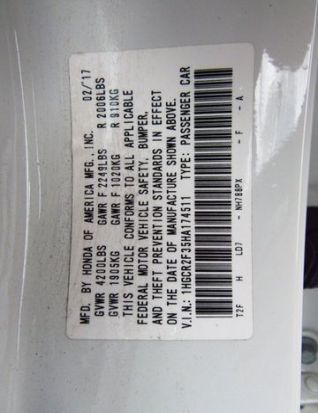 MFD. BY HONDA OF AMERICA MFG., INC. 02/17
GVWR 4200LBS GAWR F 2249LBS R 2006LBS
GVWR 1905KG GAWR F 1020KG R 910KG
THIS VEHICLE CONFORMS TO ALL APPLICABLE
FEDERAL MOTOR VEHICLE SAFETY, BUMPER,
AND THEFT PREVENTION STANDARDS IN EFFECT
ON THE DATE OF MANUFACTURE SHOWN ABOVE.
V.I.N.: 1HGCR2F35HA174511 TYPE: PASSENGER CAR
T2F H LD7 - NH788PX - F - A